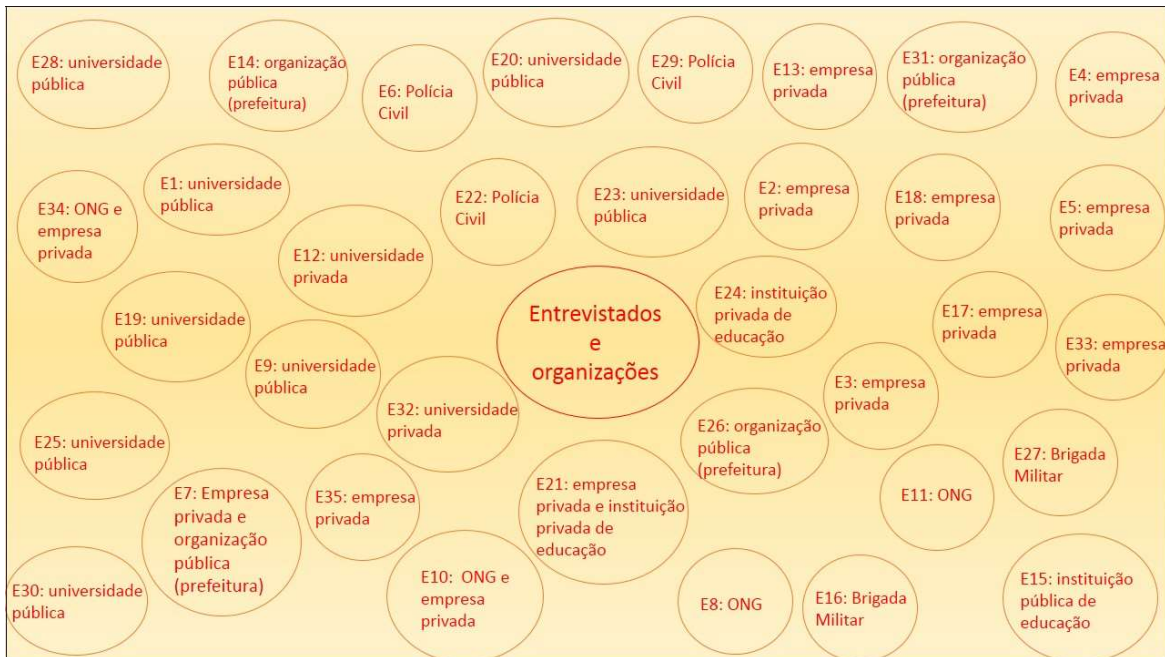 E28: universidade
pública
E14: organização
pública
(prefeitura)
E6: Polícia
Civil
E20: universidade
pública
E29: Polícia
Civil
E13: empresa
privada
E31: organização
pública
(prefeitura)
E4: empresa
privada
E34: ONG e
empresa
privada
E1: universidade
pública
E12: universidade
privada
E22: Polícia
Civil
E23: universidade
pública
E2: empresa
privada
E18: empresa
privada
E5: empresa
privada
E19: universidade
pública
E9: universidade
pública
Entrevistados
e
organizações
E24: instituição
privada de
educação
E17: empresa
privada
E33: empresa
privada
E3: empresa
privada
E32: universidade
privada
E26: organização
pública
(prefeitura)
E25: universidade
pública
E27: Brigada
Militar
E7: Empresa
privada e
organização
pública
(prefeitura)
E35: empresa
privada
E21: empresa
privada e instituição
privada de
educação
E11: ONG
E30: universidade
pública
E10: ONG e
empresa
privada
E8: ONG
E16: Brigada
Militar
E15: instituição
pública de
educação